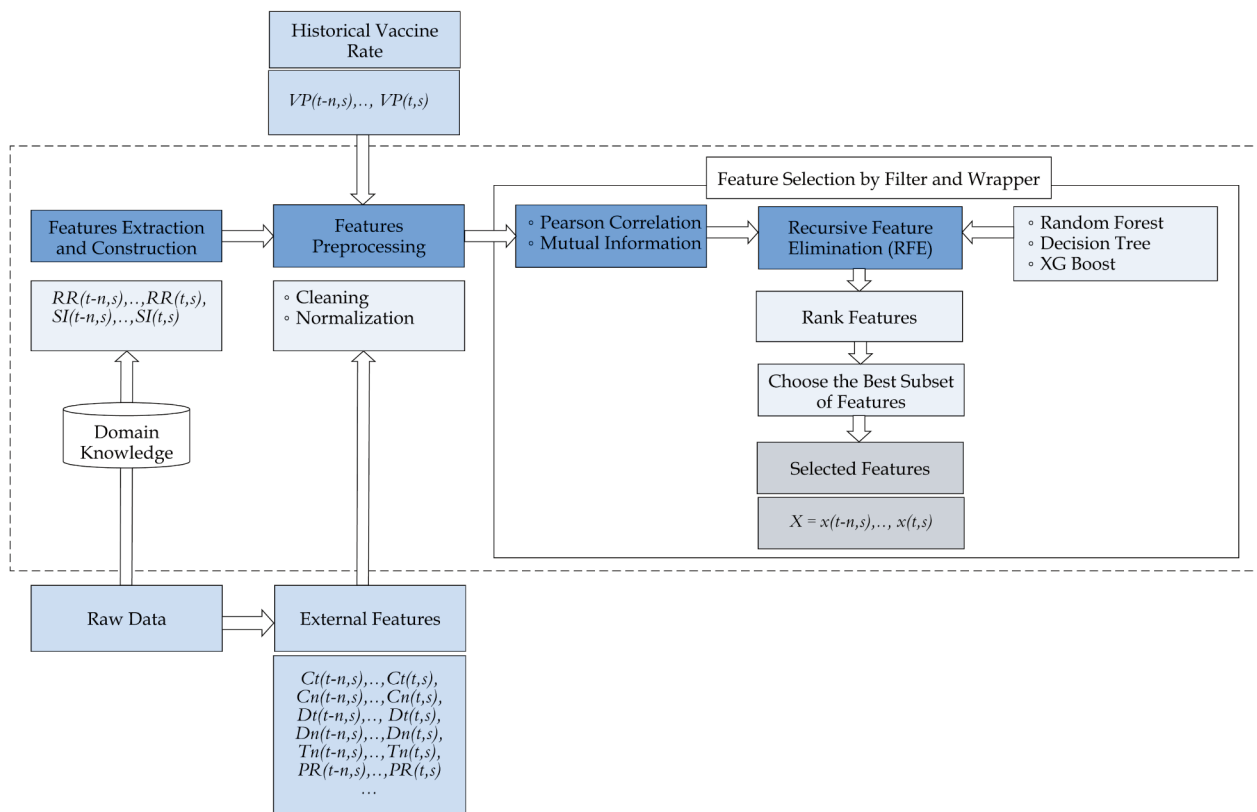 Historical Vaccine
Rate
VP(t-n,s),.., VP(t,s)
Feature Selection by Filter and Wrapper
Features Extraction
and Construction
Features
Preprocessing
◦ Pearson Correlation
◦ Mutual Information
Recursive Feature
Elimination (RFE)
◦ Random Forest
◦ Decision Tree
◦ XG Boost
RR(t-n,s),..,RR(t,s),
SI(t-n,s),..,SI(t,s)
◦ Cleaning
◦ Normalization
Rank Features
Choose the Best Subset
of Features
Domain
Knowledge
Selected Features
X = x(t-n,s),.., x(t,s)
Raw Data
External Features
Ct(t-n,s),..,Ct(t,s),
Cn(t-n,s),..,Cn(t,s),
Dt(t-n,s),.., Dt(t,s),
Dn(t-n,s),..,Dn(t,s),
Tn(t-n,s),..,Tn(t,s),
PR(t-n,s),..,PR(t,s)
...